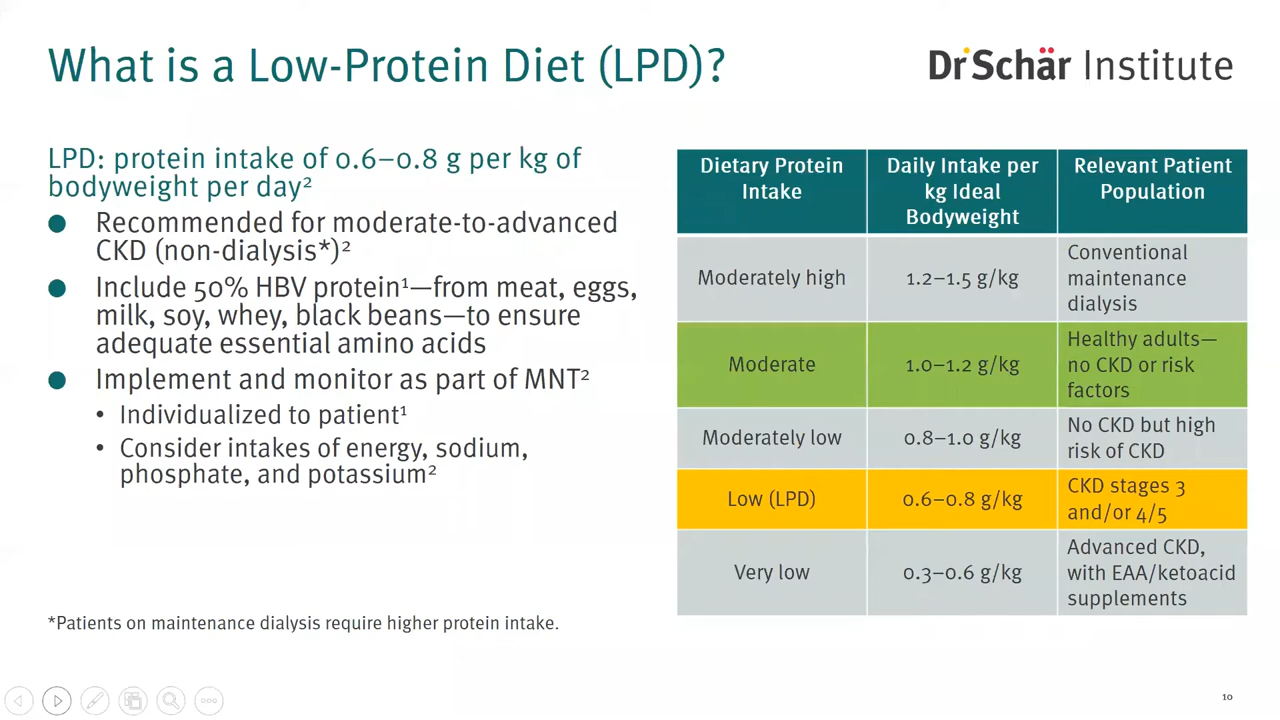 What is a Low-Protein Diet (LPD)?
DrSchär Institute
LPD: protein intake of 0.6–0.8 g per kg of
bodyweight per day²
Recommended for moderate-to-advanced
CKD (non-dialysis*)²
Include 50% HBV protein¹—from meat, eggs,
milk, soy, whey, black beans—to ensure
adequate essential amino acids
Implement and monitor as part of MNT²
Individualized to patient¹
Consider intakes of energy, sodium,
phosphate, and potassium²
*Patients on maintenance dialysis require higher protein intake.
Dietary Protein
Intake
Daily Intake per
kg Ideal
Bodyweight
Relevant Patient
Population
Moderately high
1.2–1.5 g/kg
Conventional
maintenance
dialysis
Moderate
1.0–1.2 g/kg
Healthy adults—
no CKD or risk
factors
Moderately low
0.8–1.0 g/kg
No CKD but high
risk of CKD
Low (LPD)
0.6–0.8 g/kg
CKD stages 3
and/or 4/5
Very low
0.3–0.6 g/kg
Advanced CKD,
with EAA/ketoacid
supplements
10